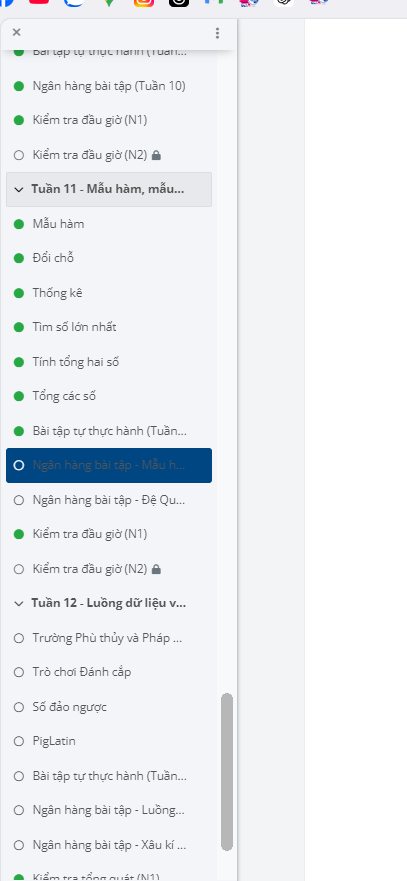 Bài tập tự thực hành (Tuần...
Ngân hàng bài tập (Tuần 10)
Kiểm tra đầu giờ (N1)
Kiểm tra đầu giờ (N2)
Tuần 11 - Mẫu hàm, mẫu...
Mẫu hàm
Đổi chỗ
Thống kê
Tìm số lớn nhất
Tính tổng hai số
Tổng các số
Bài tập tự thực hành (Tuần...
Ngân hàng bài tập - Mẫu h...
Ngân hàng bài tập - Đệ Qu...
Kiểm tra đầu giờ (N1)
Kiểm tra đầu giờ (N2)
Tuần 12 - Luồng dữ liệu v...
Trường Phù thủy và Pháp ...
Trò chơi Đánh cắp
Số đảo ngược
PigLatin
Bài tập tự thực hành (Tuần...
Ngân hàng bài tập - Luồng...
Ngân hàng bài tập - Xâu kí ...
Kiểm tra tổng quát (N1)